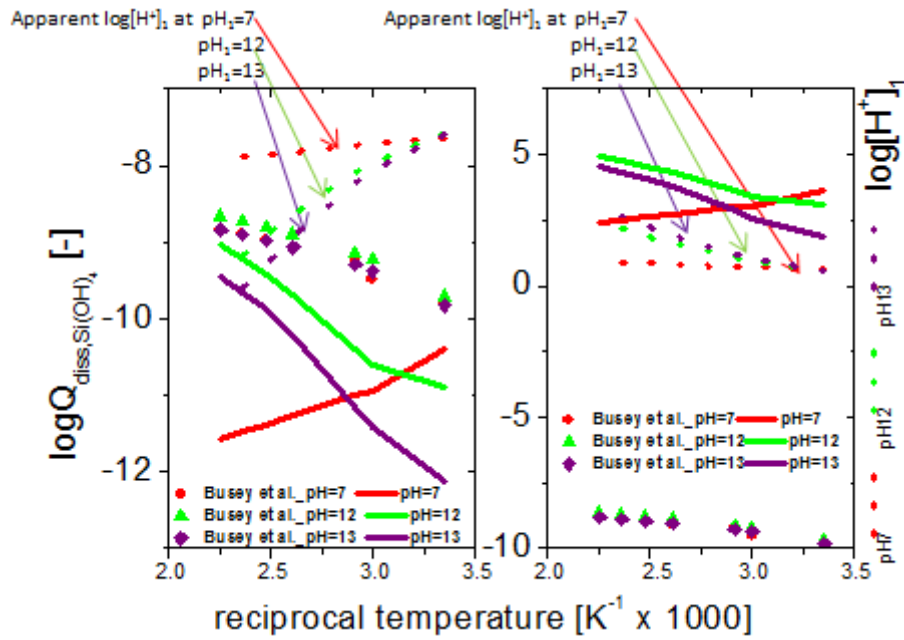 Apparent log[H⁺]₁ at pH₁=7
pH₁=12
pH₁=13
Apparent log[H⁺]₁ at pH₁=7
pH₁=12
pH₁=13
logQdiss,Si(OH)₄ [-]
-8
-10
-12
2.0 2.5 3.0 3.5
Busey et al._pH=7 pH=7
Busey et al._pH=12 pH=12
Busey et al._pH=13 pH=13
5
0
-5
-10
2.0 2.5 3.0 3.5
Busey et al._pH=7 pH=7
Busey et al._pH=12 pH=12
Busey et al._pH=13 pH=13
log[H⁺]₁
pH13
pH12
pH7
reciprocal temperature [K⁻¹ x 1000]